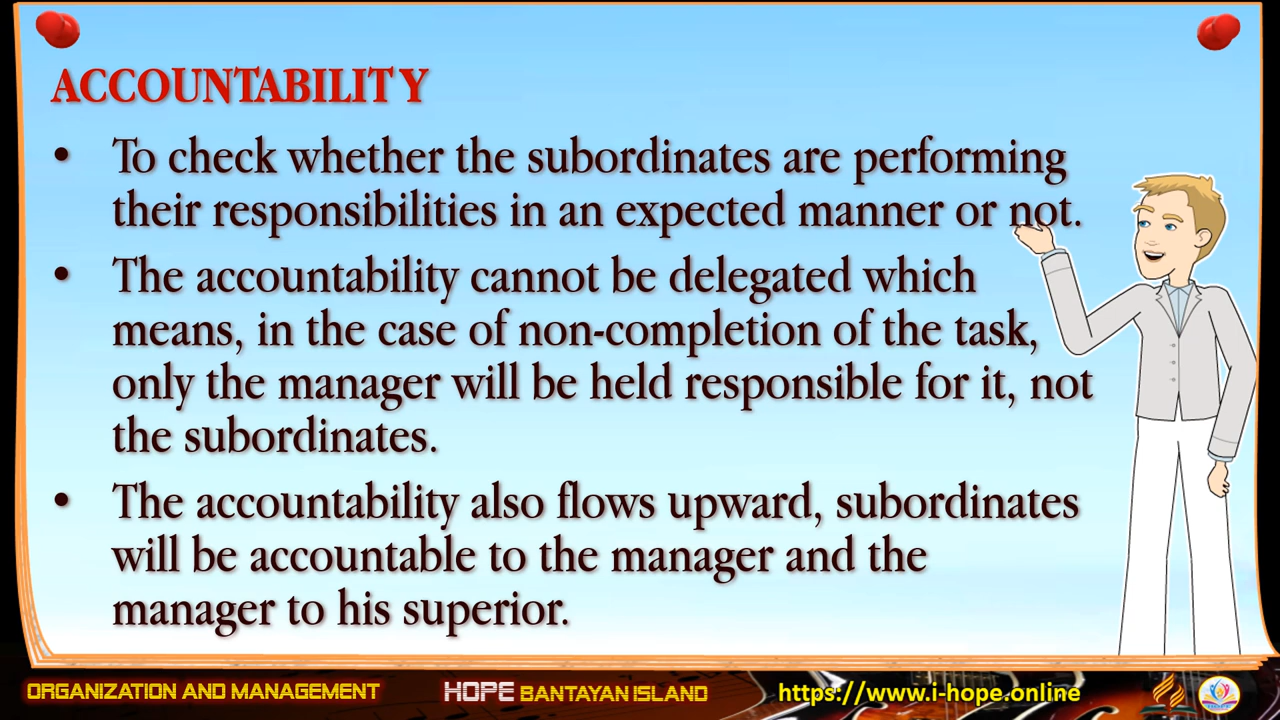 ACCOUNTABILITY
• To check whether the subordinates are performing
their responsibilities in an expected manner or not.
• The accountability cannot be delegated which
means, in the case of non-completion of the task,
only the manager will be held responsible for it, not
the subordinates.
• The accountability also flows upward, subordinates
will be accountable to the manager and the
manager to his superior.
ORGANIZATION AND MANAGEMENT HOPE BANTAYAN ISLAND https://www.i-hope.online